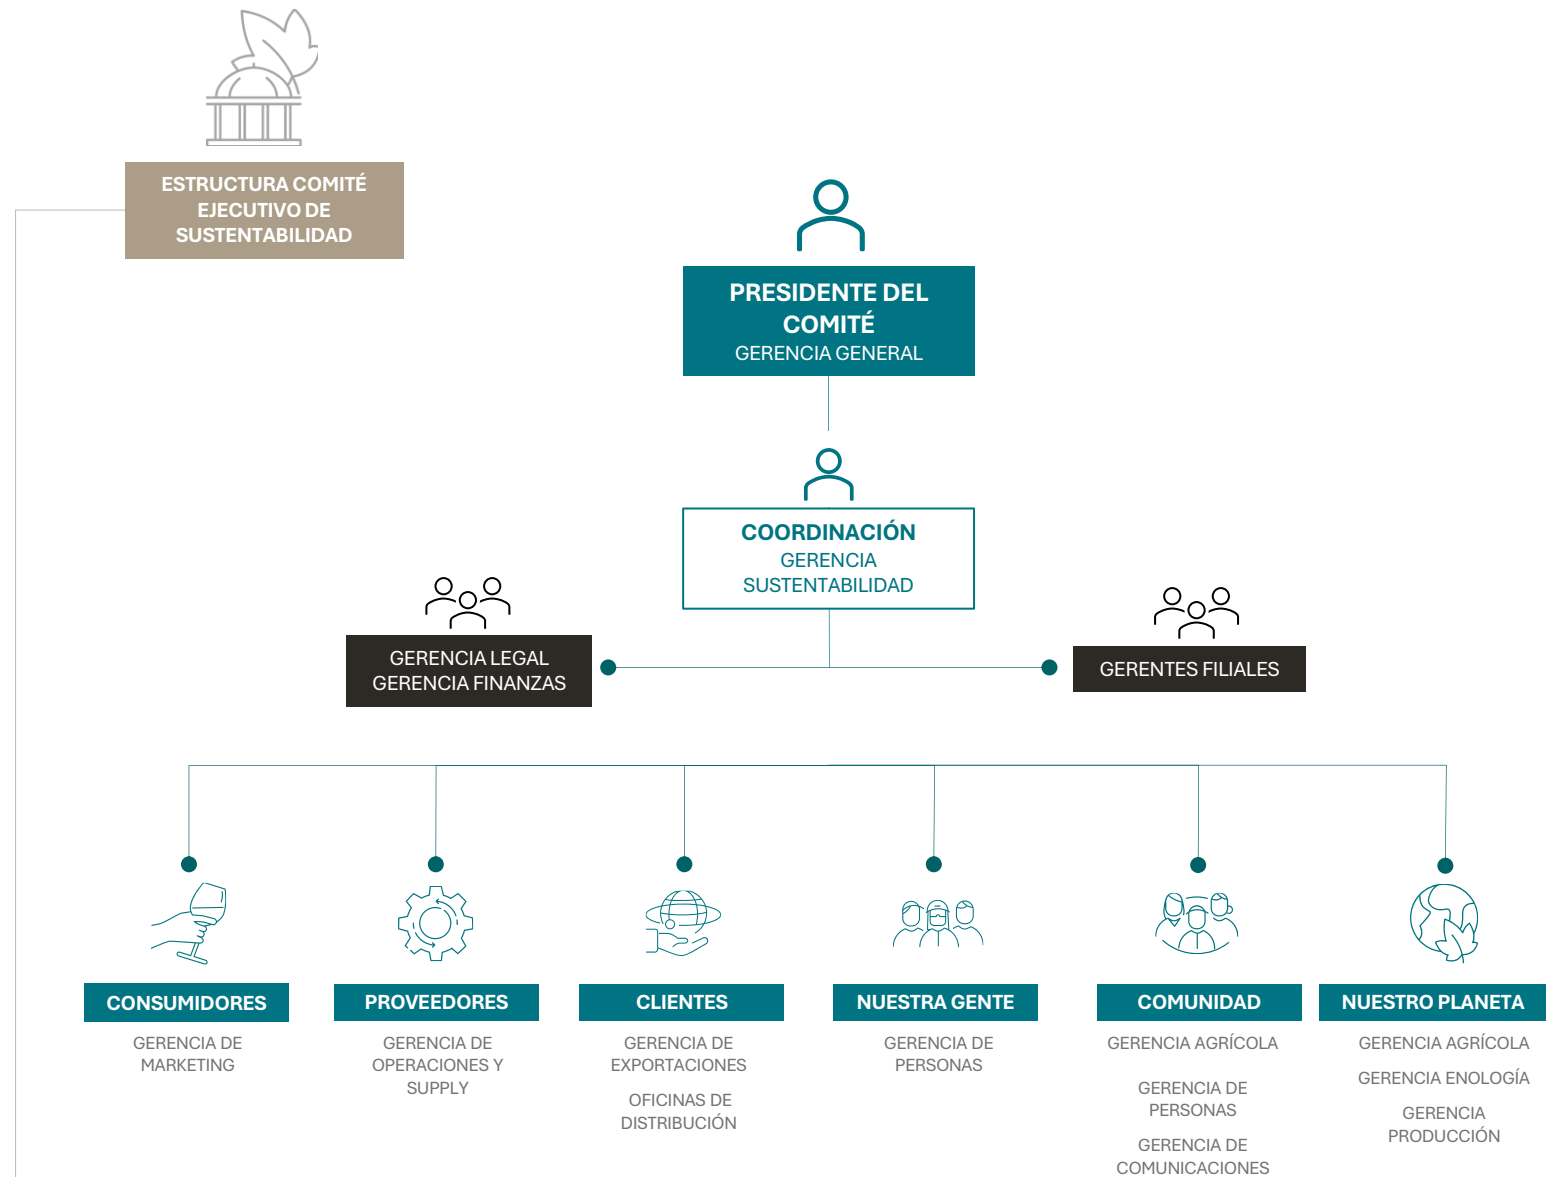 ESTRUCTURA COMITÉ
EJECUTIVO DE
SUSTENTABILIDAD
PRESIDENTE DEL
COMITÉ
GERENCIA GENERAL
COORDINACIÓN
GERENCIA
SUSTENTABILIDAD
GERENCIA LEGAL
GERENCIA FINANZAS
GERENTES FILIALES
CONSUMIDORES
GERENCIA DE
MARKETING
PROVEEDORES
GERENCIA DE
OPERACIONES Y
SUPPLY
CLIENTES
GERENCIA DE
EXPORTACIONES
OFICINAS DE
DISTRIBUCIÓN
NUESTRA GENTE
GERENCIA DE
PERSONAS
COMUNIDAD
GERENCIA AGRÍCOLA
GERENCIA DE
PERSONAS
GERENCIA DE
COMUNICACIONES
NUESTRO PLANETA
GERENCIA AGRÍCOLA
GERENCIA ENOLOGÍA
GERENCIA
PRODUCCIÓN